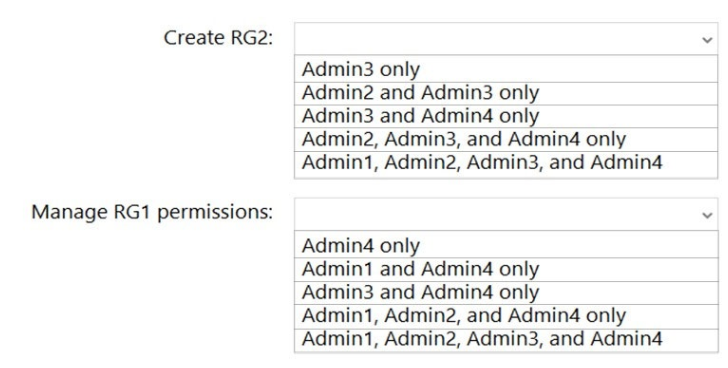 Create RG2:
Admin3 only
Admin2 and Admin3 only
Admin3 and Admin4 only
Admin2, Admin3, and Admin4 only
Admin1, Admin2, Admin3, and Admin4
Manage RG1 permissions:
Admin4 only
Admin1 and Admin4 only
Admin3 and Admin4 only
Admin1, Admin2, and Admin4 only
Admin1, Admin2, Admin3, and Admin4